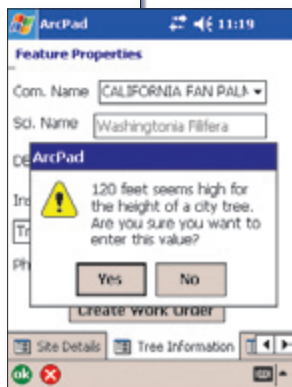 ArcPad 11:19
Feature Properties
Com. Name CALIFORNIA FAN PALM
Sci. Name Washingtonia Filifera
ArcPad
120 feet seems high for
the height of a city tree.
Are you sure you want to
enter this value?
Yes No
Create Work Order
Site Details Tree Information
ok